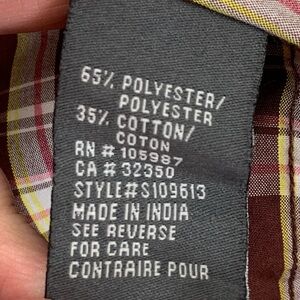 65% POLYESTER/
POLYESTER
35% COTTON/
COTON
RN # 105987
CA # 32350
STYLE#S109613
MADE IN INDIA
SEE REVERSE
FOR CARE
CONTRAIRE POUR